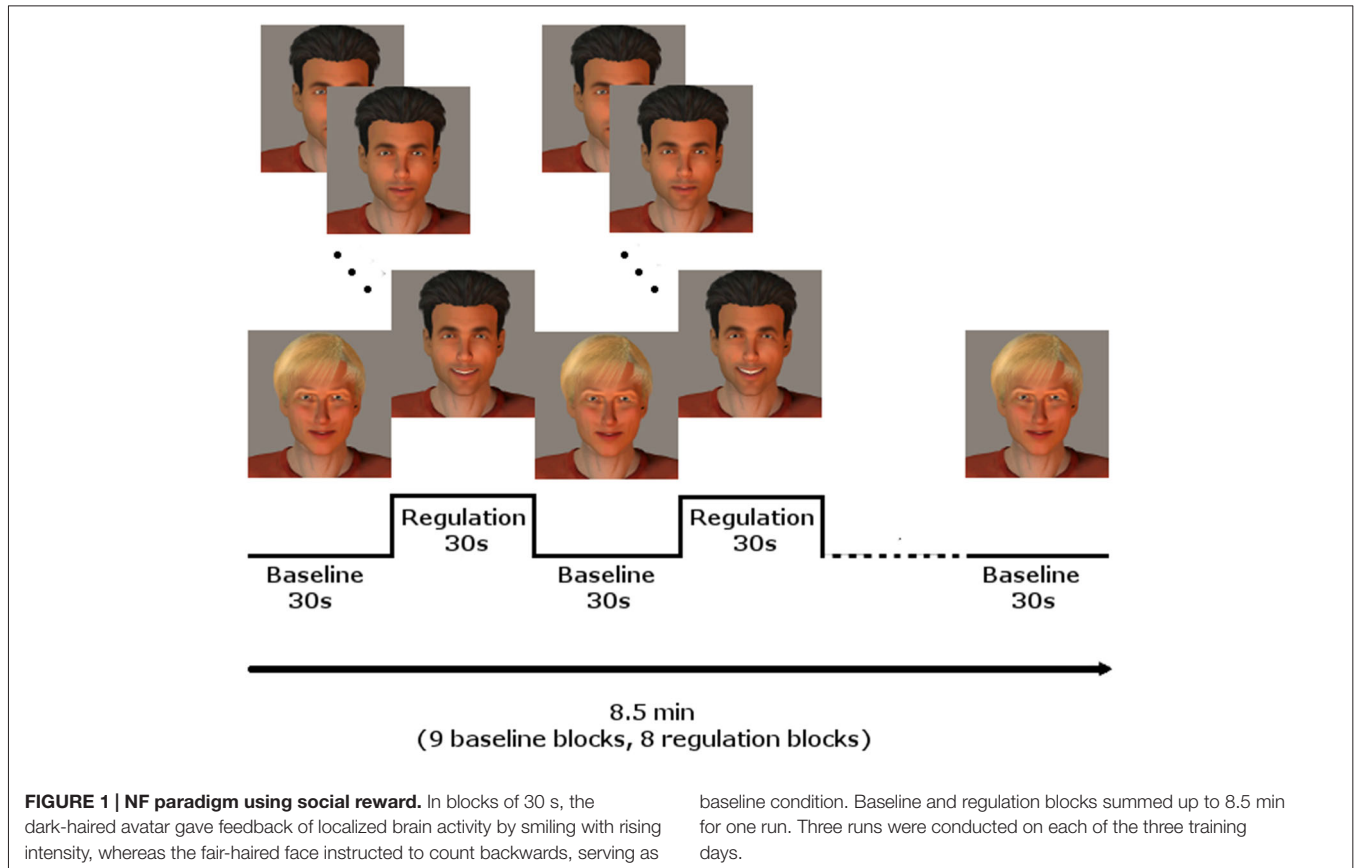 Regulation
30s
Regulation
30s
Baseline
30s
Baseline
30s
Baseline
30s
8.5 min
(9 baseline blocks, 8 regulation blocks)
FIGURE 1 | NF paradigm using social reward. In blocks of 30 s, the
dark-haired avatar gave feedback of localized brain activity by smiling with rising
intensity, whereas the fair-haired face instructed to count backwards, serving as
baseline condition. Baseline and regulation blocks summed up to 8.5 min
for one run. Three runs were conducted on each of the three training
days.